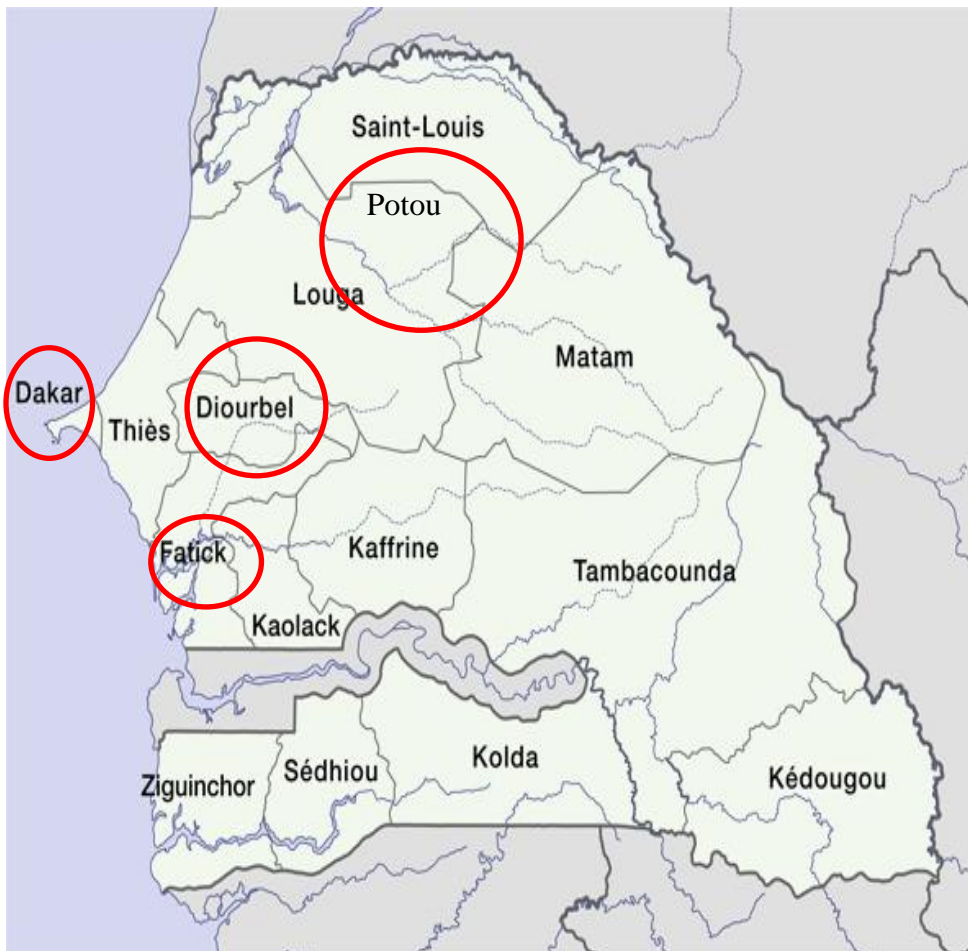 Saint-Louis
Potou
Louga
Matam
Dakar
Diourbel
Thiès
Fatick
Kaffrine
Tambacounda
Kaolack
Kolda
Sédhiou
Ziguinchor
Kédougou